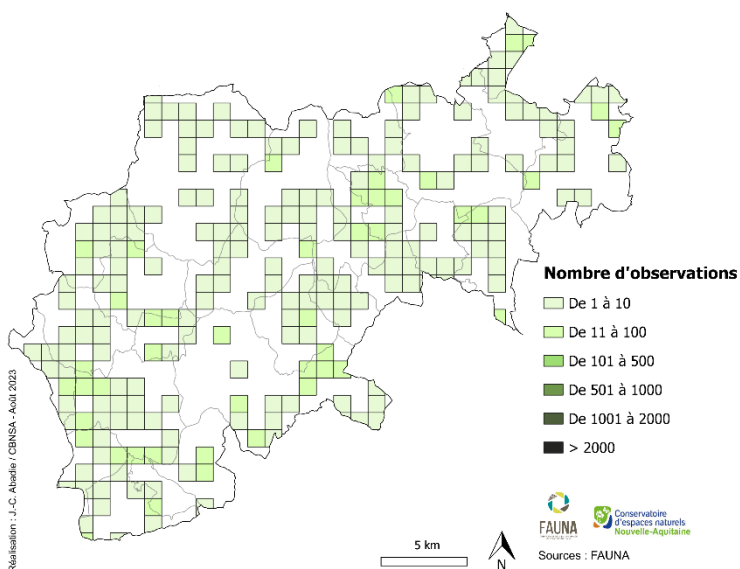 Nombre d'observations
De 1 à 10
De 11 à 100
De 101 à 500
De 501 à 1000
De 1001 à 2000
> 2000
Réalisation : J.-C. Abadie / CBNSA - Août 2023
5 km
FAUNA
Conservatoire
d'espaces naturels
Nouvelle-Aquitaine
Sources : FAUNA